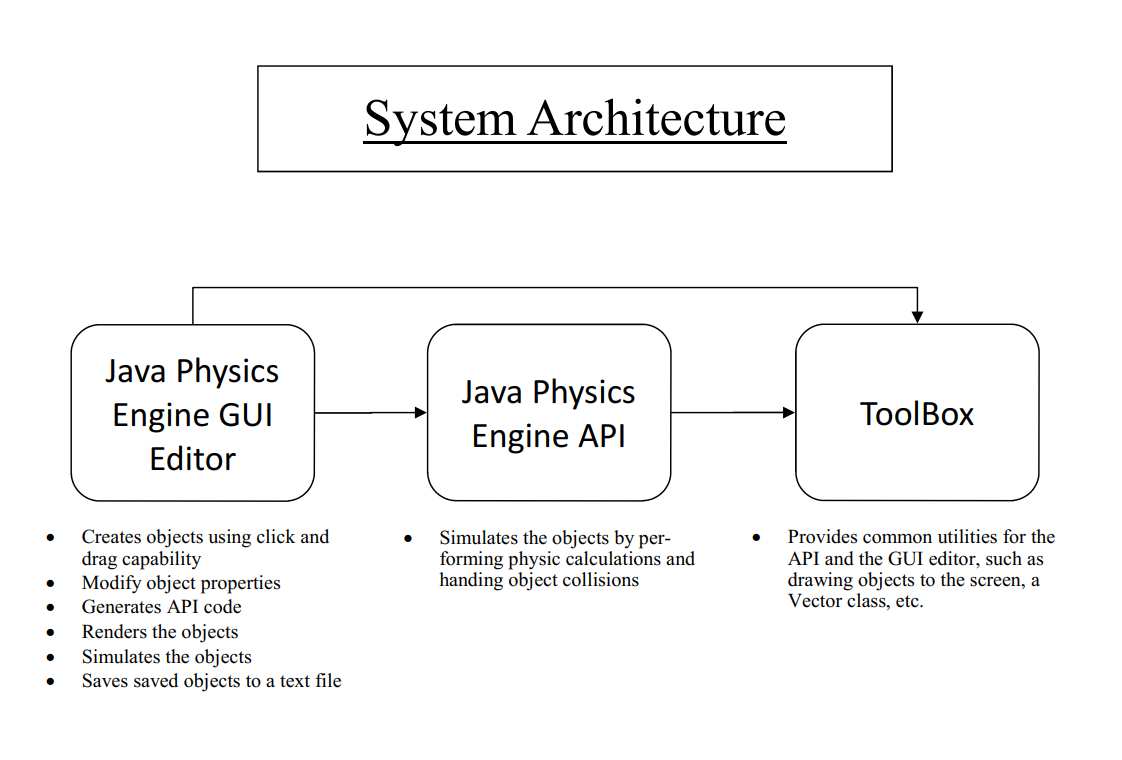 System Architecture
Java Physics
Engine GUI
Editor
Java Physics
Engine API
ToolBox
• Creates objects using click and
drag capability
• Modify object properties
• Generates API code
• Renders the objects
• Simulates the objects
• Saves saved objects to a text file
• Simulates the objects by per-
forming physic calculations and
handing object collisions
• Provides common utilities for the
API and the GUI editor, such as
drawing objects to the screen, a
Vector class, etc.